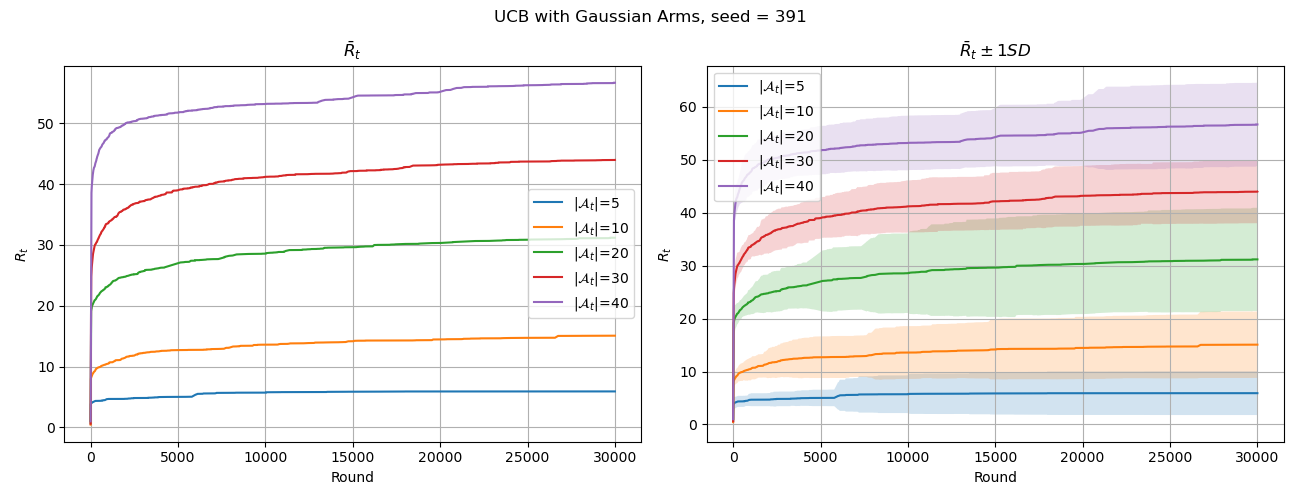 UCB with Gaussian Arms, seed = 391
R̄ₜ
Rₜ
50
40
30
20
10
0
|𝒜ₜ|=5
|𝒜ₜ|=10
|𝒜ₜ|=20
|𝒜ₜ|=30
|𝒜ₜ|=40
0 5000 10000 15000 20000 25000 30000
Round
R̄ₜ ± 1SD
Rₜ
60
50
40
30
20
10
0
|𝒜ₜ|=5
|𝒜ₜ|=10
|𝒜ₜ|=20
|𝒜ₜ|=30
|𝒜ₜ|=40
0 5000 10000 15000 20000 25000 30000
Round